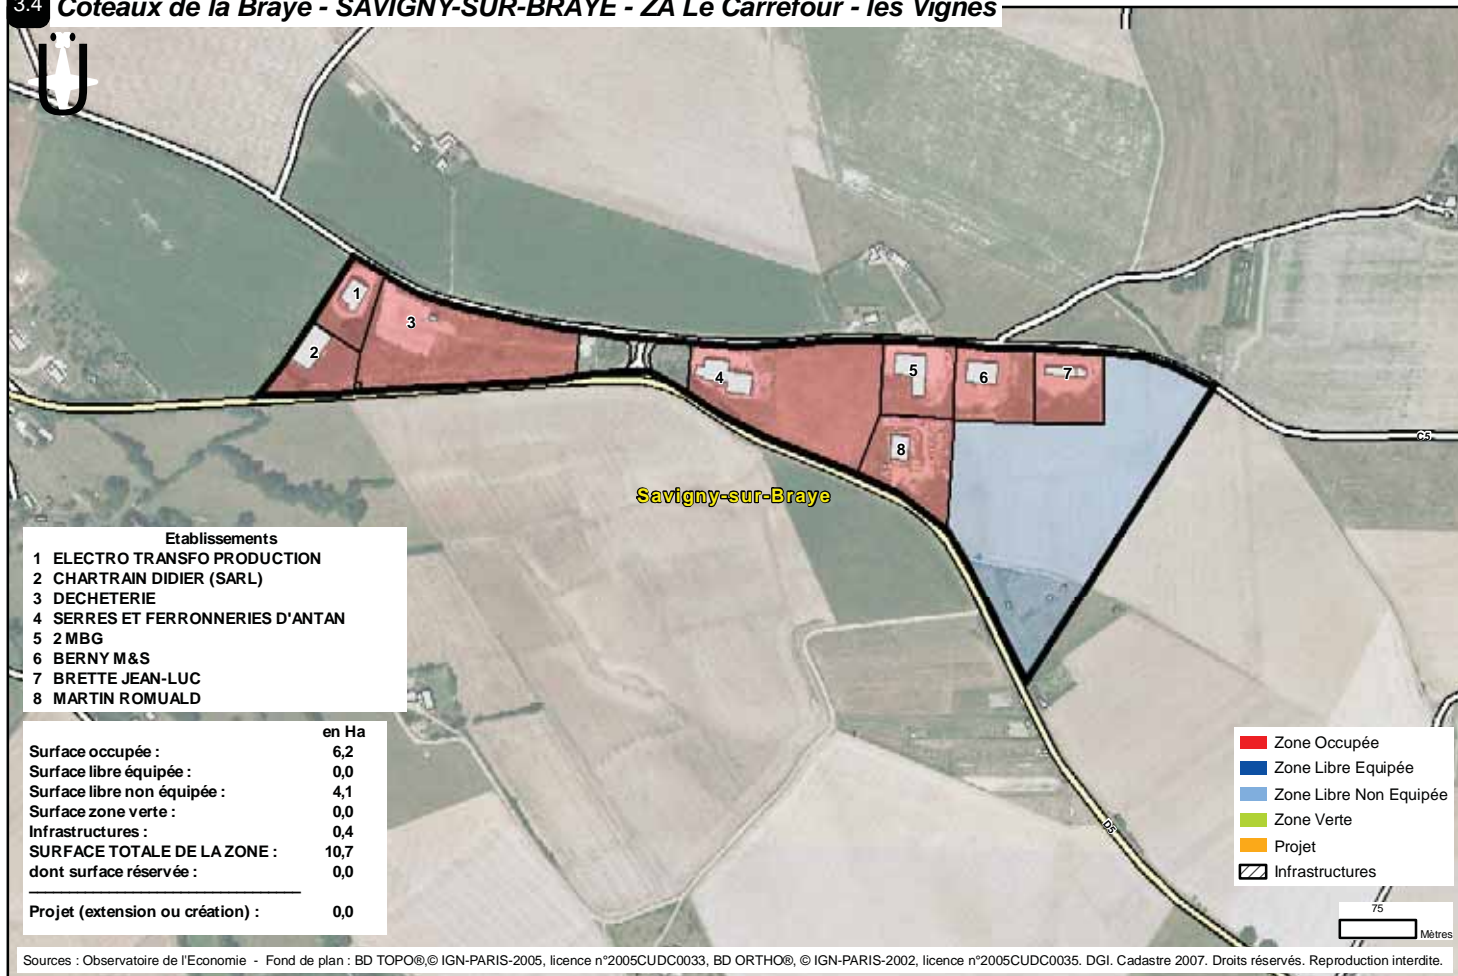 3.4 Coteaux de la Braye - SAVIGNY-SUR-BRAYE - ZA Le Carrefour - les Vignes
Ü
1
2
3
4
5
6
7
8
C5
Savigny-sur-Braye
D5
Etablissements
1 ELECTRO TRANSFO PRODUCTION
2 CHARTRAIN DIDIER (SARL)
3 DECHETERIE
4 SERRES ET FERRONNERIES D'ANTAN
5 2 MBG
6 BERNY M&S
7 BRETTE JEAN-LUC
8 MARTIN ROMUALD
en Ha
Surface occupée : 6,2
Surface libre équipée : 0,0
Surface libre non équipée : 4,1
Surface zone verte : 0,0
Infrastructures : 0,4
SURFACE TOTALE DE LA ZONE : 10,7
dont surface réservée : 0,0
Projet (extension ou création) : 0,0
Zone Occupée
Zone Libre Equipée
Zone Libre Non Equipée
Zone Verte
Projet
Infrastructures
75
Mètres
Sources : Observatoire de l'Economie - Fond de plan : BD TOPO®,© IGN-PARIS-2005, licence n°2005CUDC0033, BD ORTHO®, © IGN-PARIS-2002, licence n°2005CUDC0035. DGI. Cadastre 2007. Droits réservés. Reproduction interdite.